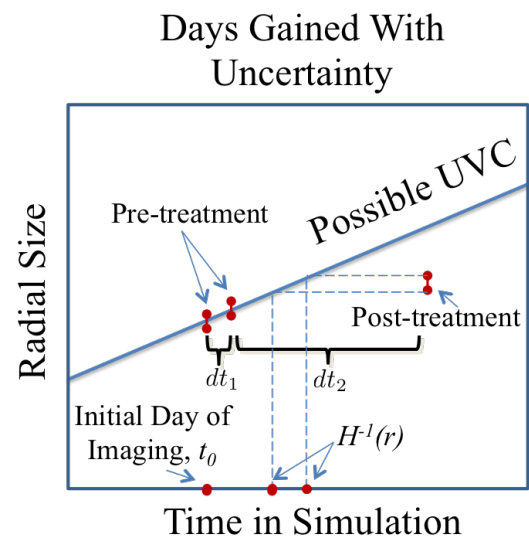 Days Gained With
Uncertainty
Possible UVC
Pre-treatment
Radial Size
Post-treatment
dt₁
dt₂
Initial Day of
Imaging, t₀
H⁻¹(r)
Time in Simulation